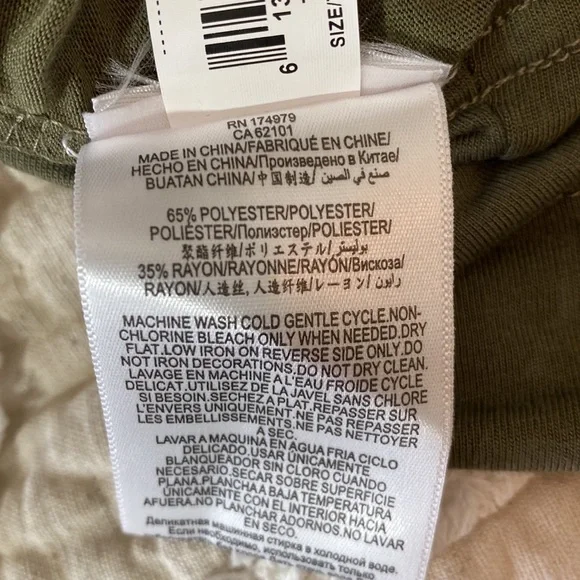 6 13
SIZE/
RN 174979
CA 62101
MADE IN CHINA/FABRIQUÉ EN CHINE/
HECHO EN CHINA/Произведено в Китае/
BUATAN CHINA/中国制造/صنع في الصين
65% POLYESTER/POLYESTER/
POLIÉSTER/Полиэстер/POLIESTER/
聚酯纤维/ポリエステル/بوليستر/
35% RAYON/RAYONNE/RAYÓN/Вискоза/
RAYON/人造丝,人造纤维/レーヨン/رايون
MACHINE WASH COLD GENTLE CYCLE.NON-
CHLORINE BLEACH ONLY WHEN NEEDED.DRY
FLAT.LOW IRON ON REVERSE SIDE ONLY.DO
NOT IRON DECORATIONS.DO NOT DRY CLEAN.
LAVAGE EN MACHINE A L'EAU FROIDE CYCLE
DELICAT.UTILISEZ DE LA JAVEL SANS CHLORE
SI BESOIN.SECHEZ A PLAT.REPASSER SUR
L'ENVERS UNIQUEMENT.NE PAS REPASSER
LES EMBELLISSEMENTS.NE PAS NETTOYER
A SEC.
LAVAR A MAQUINA EN AGUA FRIA CICLO
DELICADO.USAR ÚNICAMENTE
BLANQUEADOR SIN CLORO CUANDO
NECESARIO.SECAR SOBRE SUPERFICIE
PLANA.PLANCHA A BAJA TEMPERATURA
ÚNICAMENTE CON EL INTERIOR HACIA
AFUERA.NO PLANCHAR ADORNOS.NO LAVAR
EN SECO.
Деликатная машинная стирка в холодной воде.
Если необходимо, использовать